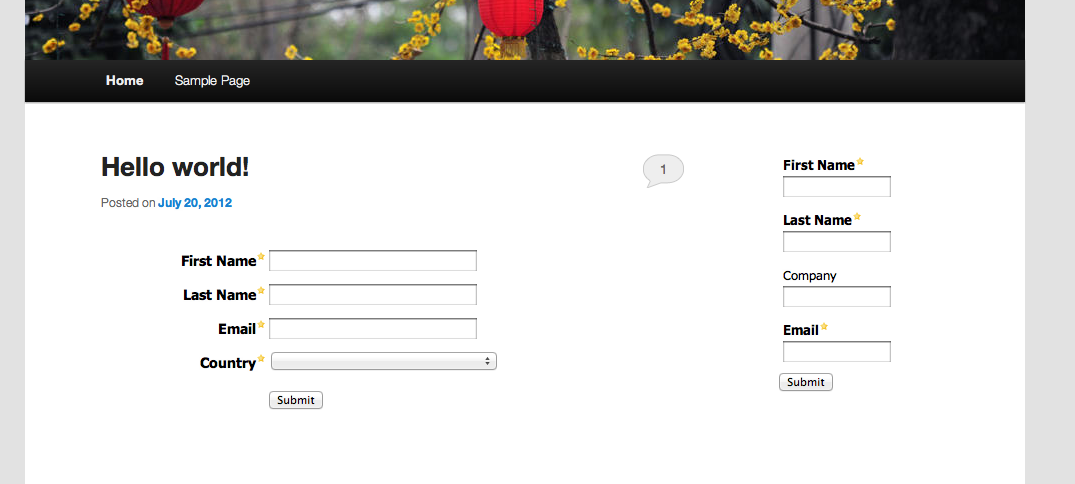 Home Sample Page
Hello world!
1
Posted on July 20, 2012
First Name
Last Name
Email
Country
Submit
First Name
Last Name
Company
Email
Submit